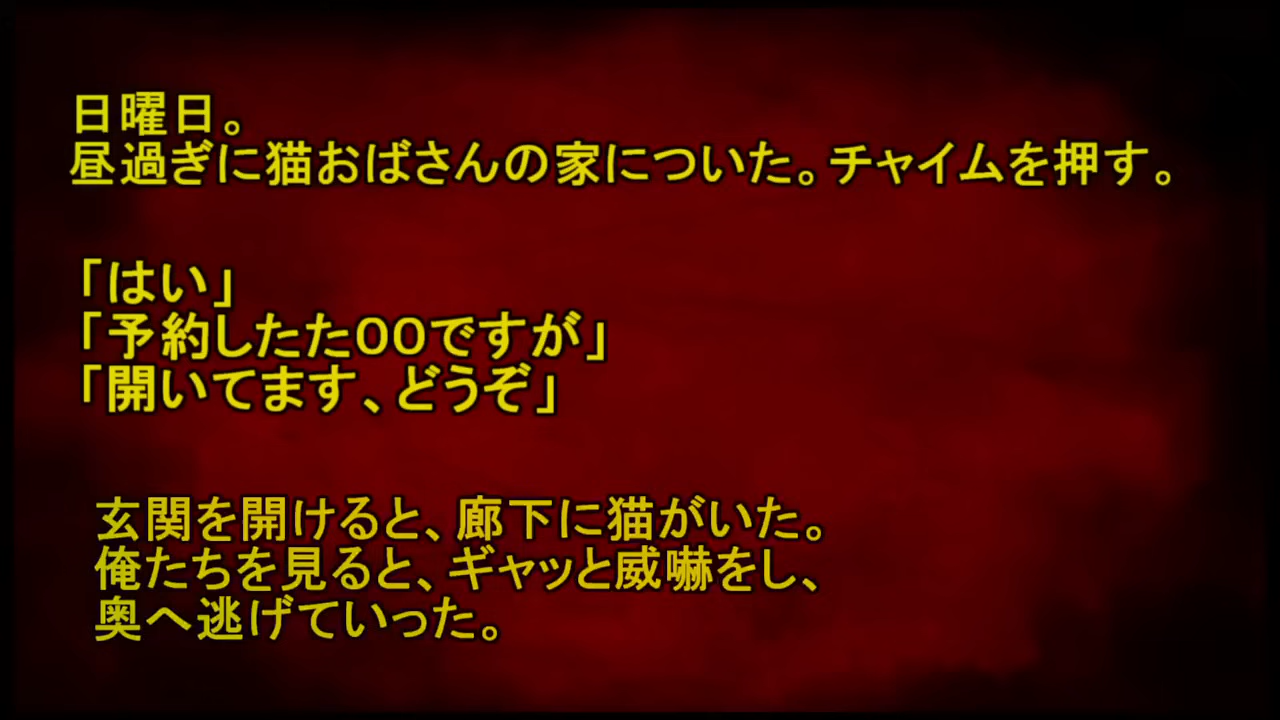 日曜日。
昼過ぎに猫おばさんの家についた。チャイムを押す。
「はい」
「予約したた○○ですが」
「開いてます、どうぞ」
玄関を開けると、廊下に猫がいた。
俺たちを見ると、ギャッと威嚇をし、
奥へ逃げていった。